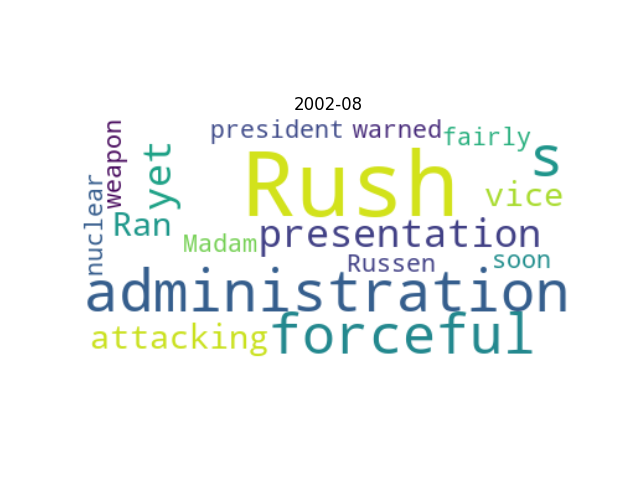 2002-08
president warned fairly
weapon
yet
Rush
s
nuclear
vice
Ran
Madam
presentation
Russen
soon
administration
attacking
forceful